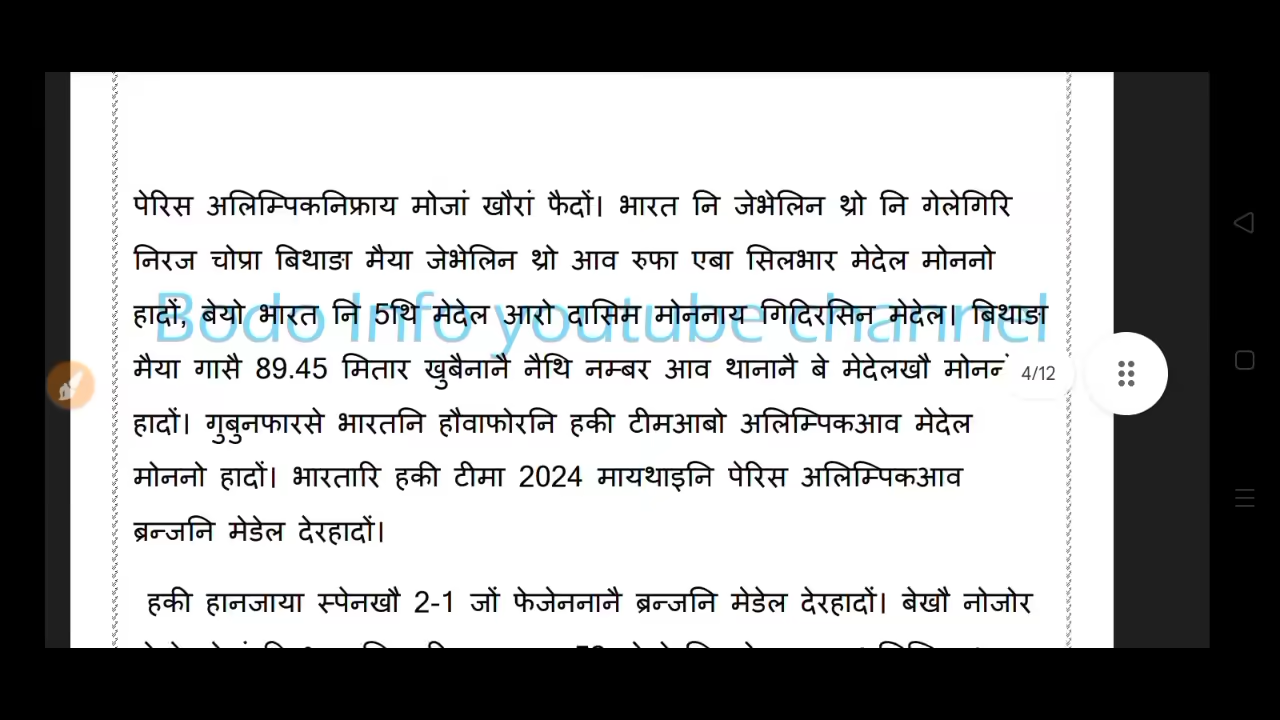 पेरिस अलिम्पिकनिफ्राय मोजां खौरां फैदों। भारत नि जेभेलिन थ्रो नि गेलेगिरि
निरज चोप्रा बिथाङा मैया जेभेलिन थ्रो आव रुफा एबा सिलभार मेदेल मोननो
हादों, बेयो भारत नि 5थि मेदेल आरो दासिम मोननाय गिदिरसिन मेदेल। बिथाङा
Bodo Info youtube channel
मैया गासै 89.45 मितार खुबैनानै नैथि नम्बर आव थानानै बे मेदेलखौ
4/12
हादों। गुबुनफारसे भारतनि हौवाफोरनि हकी टीमआबो अलिम्पिकआव मेदेल
मोननो हादों। भारतारि हकी टीमा 2024 मायथाइनि पेरिस अलिम्पिकआव
ब्रन्जनि मेडेल देरहादों।
हकी हानजाया स्पेनखौ 2-1 जों फेजेननानै ब्रन्जनि मेडेल देरहादों। बेखौ नोजोर